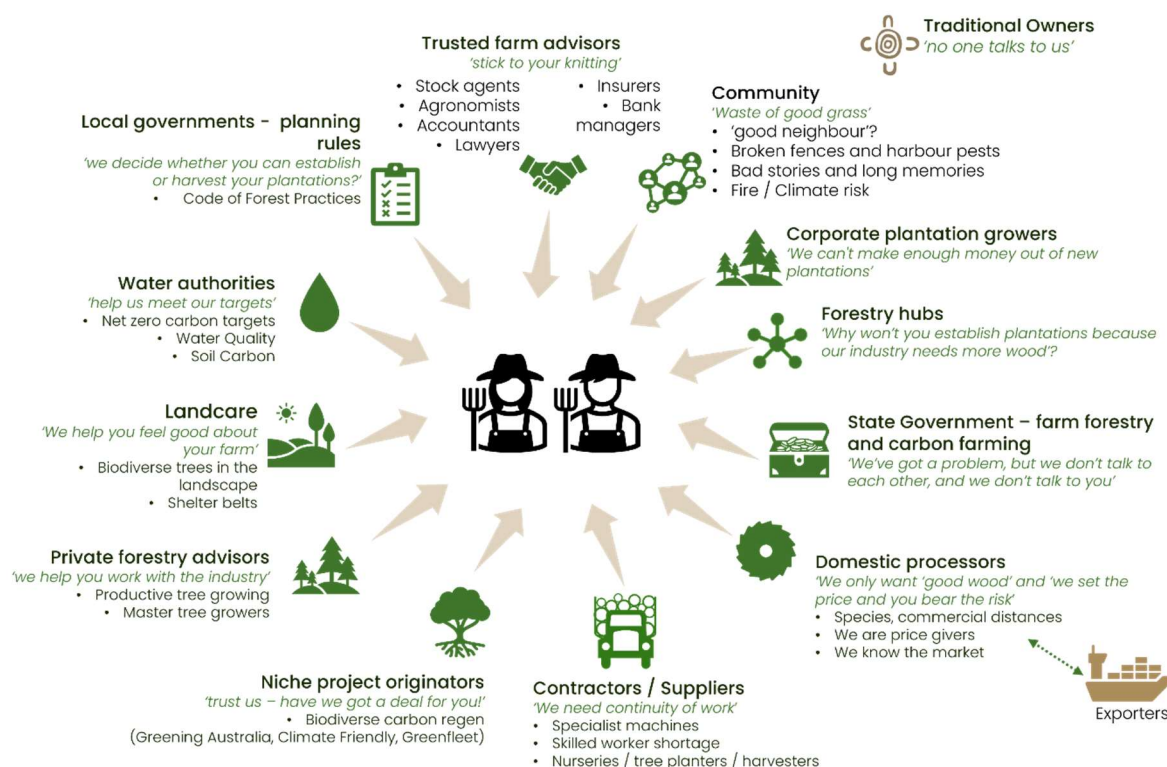 Traditional Owners
'no one talks to us'
Trusted farm advisors
'stick to your knitting'
• Stock agents
• Agronomists
• Accountants
• Lawyers
• Insurers
• Bank
managers
Community
'Waste of good grass'
• 'good neighbour'?
• Broken fences and harbour pests
• Bad stories and long memories
• Fire / Climate risk
Local governments - planning
rules
'we decide whether you can establish
or harvest your plantations?'
• Code of Forest Practices
Corporate plantation growers
'We can't make enough money out of new
plantations'
Water authorities
'help us meet our targets'
• Net zero carbon targets
• Water Quality
• Soil Carbon
Forestry hubs
'Why won't you establish plantations because
our industry needs more wood'?
Landcare
'We help you feel good about
your farm'
• Biodiverse trees in the
landscape
• Shelter belts
State Government – farm forestry
and carbon farming
'We've got a problem, but we don't talk to
each other, and we don't talk to you'
Private forestry advisors
'we help you work with the industry'
• Productive tree growing
• Master tree growers
Domestic processors
'We only want 'good wood' and 'we set the
price and you bear the risk'
• Species, commercial distances
• We are price givers
• We know the market
Niche project originators
'trust us – have we got a deal for you!'
• Biodiverse carbon regen
(Greening Australia, Climate Friendly, Greenfleet)
Contractors / Suppliers
'We need continuity of work'
• Specialist machines
• Skilled worker shortage
• Nurseries / tree planters / harvesters
Exporters